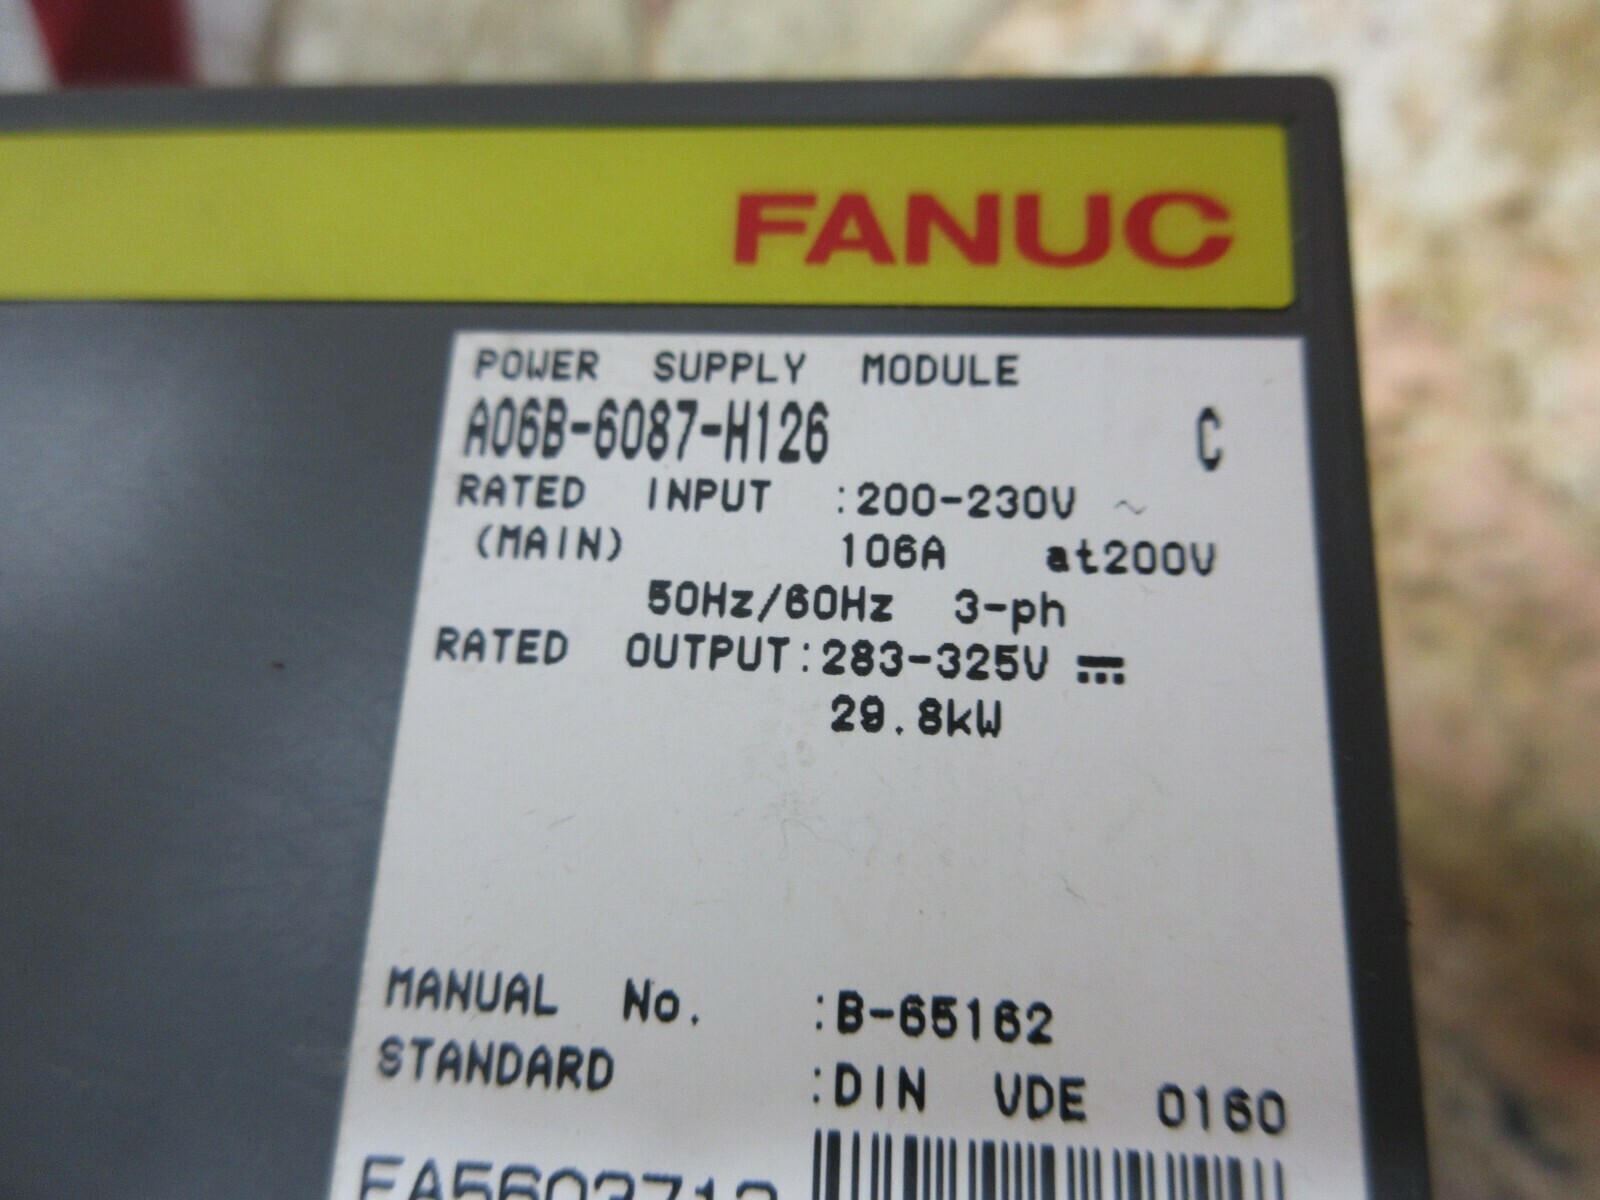 FANUC
POWER SUPPLY MODULE
A06B-6087-H126 C
RATED INPUT :200-230V ~
(MAIN) 106A at200V
50Hz/60Hz 3-ph
RATED OUTPUT:283-325V ⎓
29.8kW
MANUAL No. :B-65162
STANDARD :DIN VDE 0160